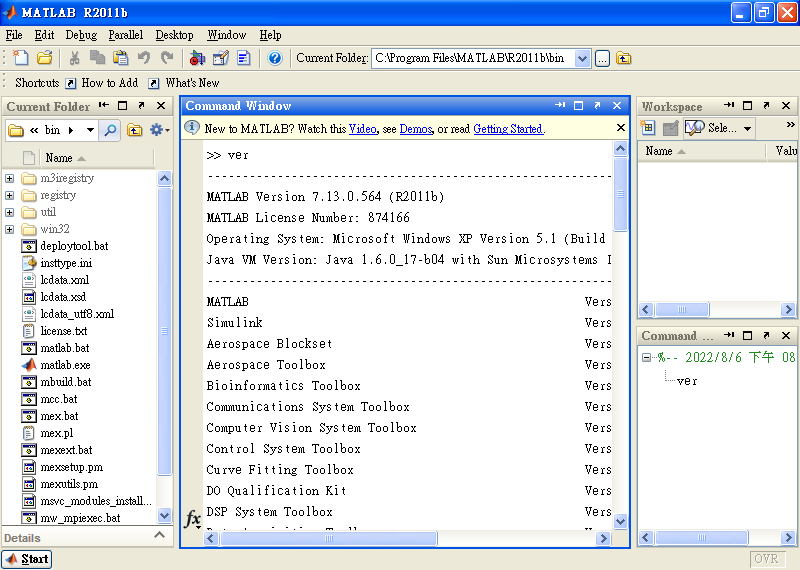 MATLAB R2011b
File Edit Debug Parallel Desktop Window Help
Current Folder: C:\Program Files\MATLAB\R2011b\bin ...
Shortcuts How to Add What's New
Current Folder
« bin
Name
m3iregistry
registry
util
win32
deploytool.bat
insttype.ini
lcdata.xml
lcdata.xsd
lcdata_utf8.xml
license.txt
matlab.bat
matlab.exe
mbuild.bat
mcc.bat
mex.bat
mex.pl
mexext.bat
mexsetup.pm
mexutils.pm
msvc_modules_install...
mw_mpiexec.bat
Details
Command Window
New to MATLAB? Watch this Video, see Demos, or read Getting Started.
>> ver
-------------------------------------------------------
MATLAB Version 7.13.0.564 (R2011b)
MATLAB License Number: 874166
Operating System: Microsoft Windows XP Version 5.1 (Build
Java VM Version: Java 1.6.0_17-b04 with Sun Microsystems I
-------------------------------------------------------
MATLAB Vers
Simulink Vers
Aerospace Blockset Vers
Aerospace Toolbox Vers
Bioinformatics Toolbox Vers
Communications System Toolbox Vers
Computer Vision System Toolbox Vers
Control System Toolbox Vers
Curve Fitting Toolbox Vers
DO Qualification Kit Vers
DSP System Toolbox Vers
fx
Workspace
Sele...
»
Name Valu
Command ...
%-- 2022/8/6 下午 08
ver
Start
OVR